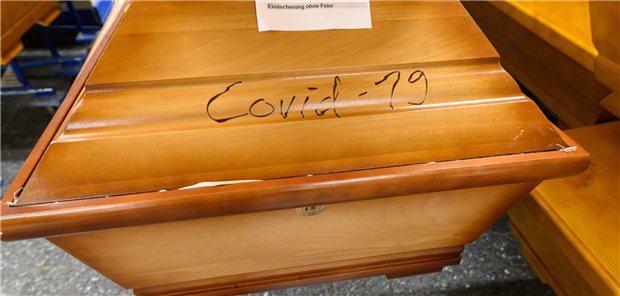 Einäscherung ohne Feier
Covid-19